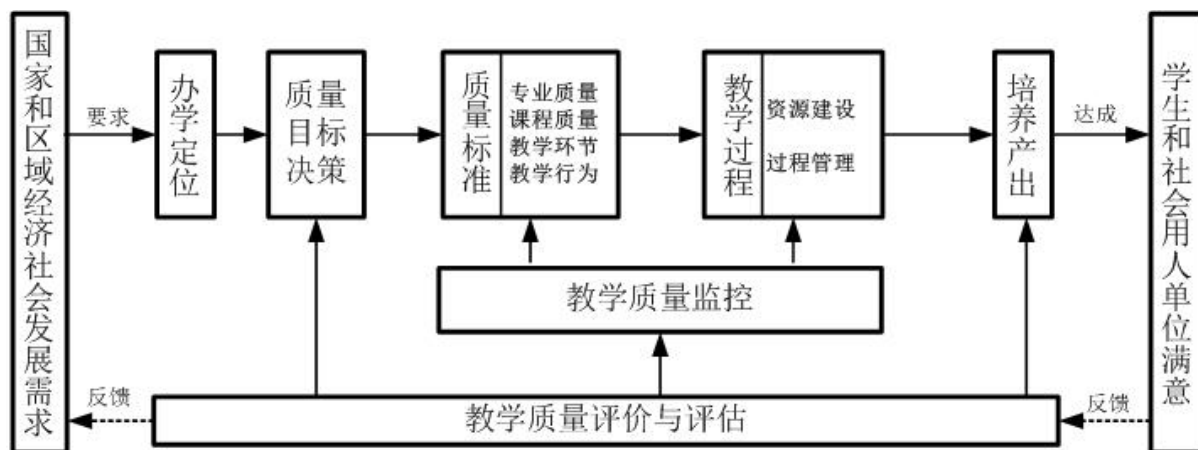 国家和区域经济社会发展需求
要求
办学定位
质量
目标
决策
质量标准
专业质量
课程质量
教学环节
教学行为
教学过程
资源建设
过程管理
培养产出
达成
学生和社会用人单位满意
教学质量监控
反馈
教学质量评价与评估
反馈